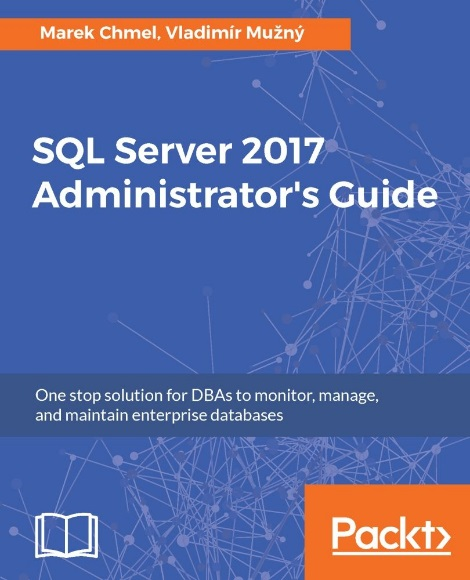 Marek Chmel, Vladimír Mužný
SQL Server 2017
Administrator's Guide
One stop solution for DBAs to monitor, manage,
and maintain enterprise databases
Packt>